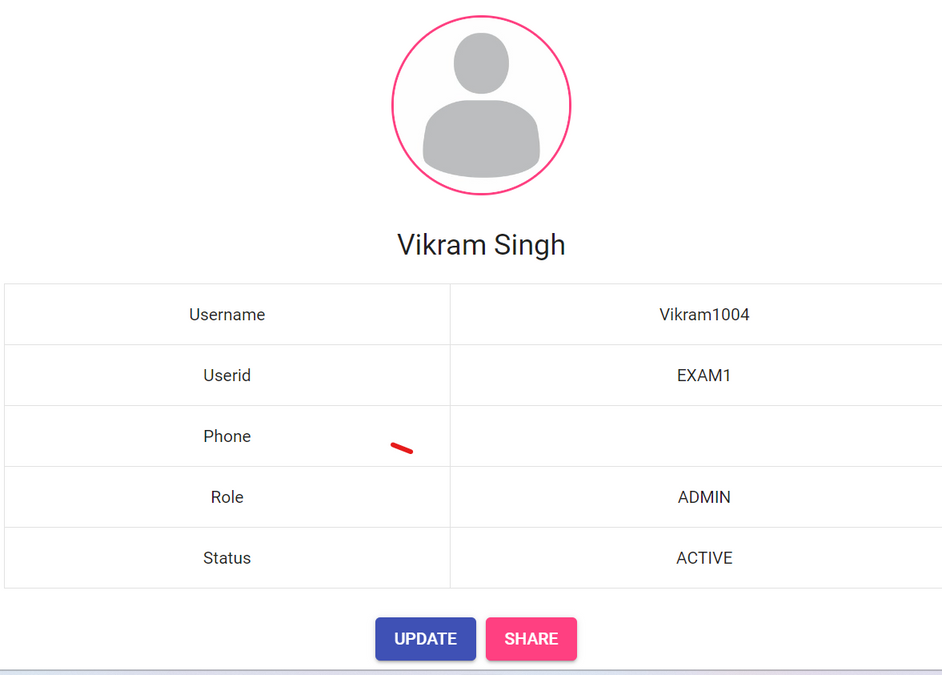 Vikram Singh
Username Vikram1004
Userid EXAM1
Phone
Role ADMIN
Status ACTIVE
UPDATE SHARE